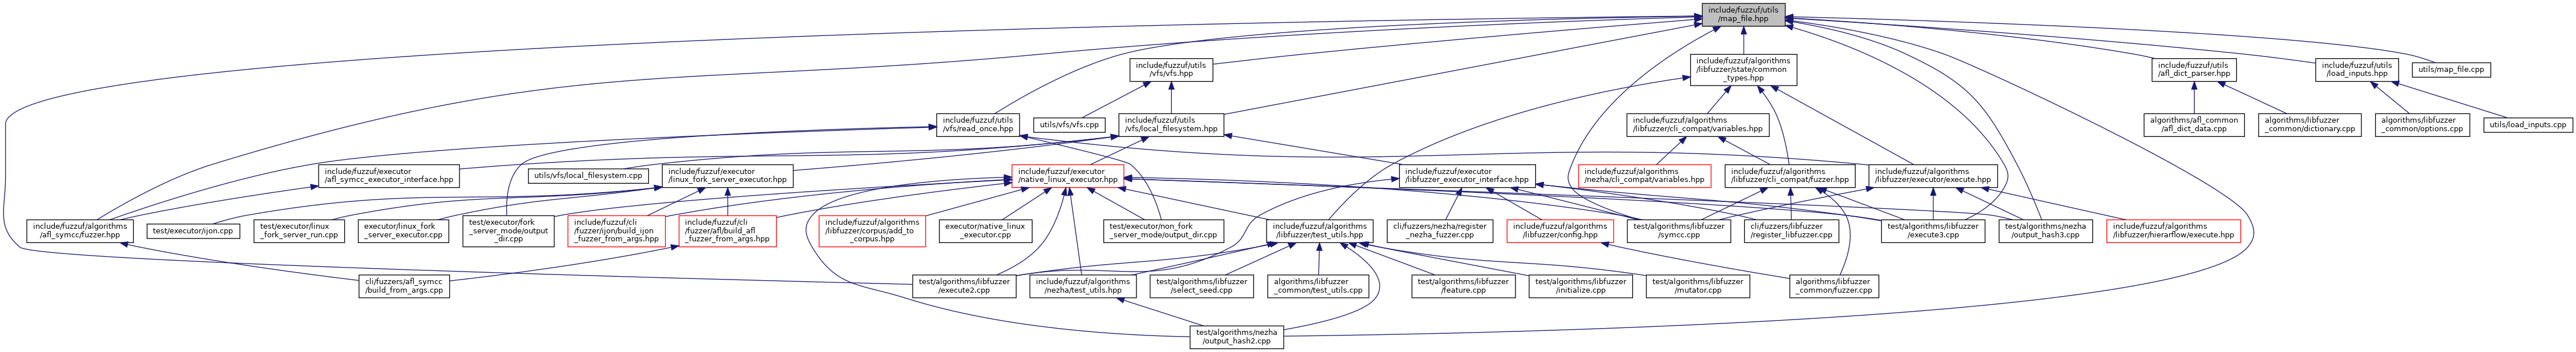 include/fuzzuf/utils
/map_file.hpp
include/fuzzuf/utils
/vfs/vfs.hpp
include/fuzzuf/algorithms
/libfuzzer/state/common
_types.hpp
include/fuzzuf/utils
/afl_dict_parser.hpp
include/fuzzuf/utils
/load_inputs.hpp
utils/map_file.cpp
include/fuzzuf/utils
/vfs/read_once.hpp
utils/vfs/vfs.cpp
include/fuzzuf/utils
/vfs/local_filesystem.hpp
include/fuzzuf/algorithms
/libfuzzer/cli_compat/variables.hpp
algorithms/afl_common
/afl_dict_data.cpp
algorithms/libfuzzer
_common/dictionary.cpp
algorithms/libfuzzer
_common/options.cpp
utils/load_inputs.cpp
include/fuzzuf/executor
/afl_symcc_executor_interface.hpp
utils/vfs/local_filesystem.cpp
include/fuzzuf/executor
/linux_fork_server_executor.hpp
include/fuzzuf/executor
/native_linux_executor.hpp
include/fuzzuf/executor
/libfuzzer_executor_interface.hpp
include/fuzzuf/algorithms
/nezha/cli_compat/variables.hpp
include/fuzzuf/algorithms
/libfuzzer/cli_compat/fuzzer.hpp
include/fuzzuf/algorithms
/libfuzzer/executor/execute.hpp
include/fuzzuf/algorithms
/afl_symcc/fuzzer.hpp
test/executor/ijon.cpp
test/executor/linux
_fork_server_run.cpp
executor/linux_fork
_server_executor.cpp
test/executor/fork
_server_mode/output
_dir.cpp
include/fuzzuf/cli
/fuzzer/ijon/build_ijon
_fuzzer_from_args.hpp
include/fuzzuf/cli
/fuzzer/afl/build_afl
_fuzzer_from_args.hpp
include/fuzzuf/algorithms
/libfuzzer/corpus/add_to
_corpus.hpp
executor/native_linux
_executor.cpp
test/executor/non_fork
_server_mode/output_dir.cpp
include/fuzzuf/algorithms
/libfuzzer/test_utils.hpp
cli/fuzzers/nezha/register
_nezha_fuzzer.cpp
include/fuzzuf/algorithms
/libfuzzer/config.hpp
test/algorithms/libfuzzer
/symcc.cpp
cli/fuzzers/libfuzzer
/register_libfuzzer.cpp
test/algorithms/libfuzzer
/execute3.cpp
test/algorithms/nezha
/output_hash3.cpp
include/fuzzuf/algorithms
/libfuzzer/hierarflow/execute.hpp
cli/fuzzers/afl_symcc
/build_from_args.cpp
test/algorithms/libfuzzer
/execute2.cpp
include/fuzzuf/algorithms
/nezha/test_utils.hpp
test/algorithms/libfuzzer
/select_seed.cpp
algorithms/libfuzzer
_common/test_utils.cpp
test/algorithms/libfuzzer
/feature.cpp
test/algorithms/libfuzzer
/initialize.cpp
test/algorithms/libfuzzer
/mutator.cpp
algorithms/libfuzzer
_common/fuzzer.cpp
test/algorithms/nezha
/output_hash2.cpp